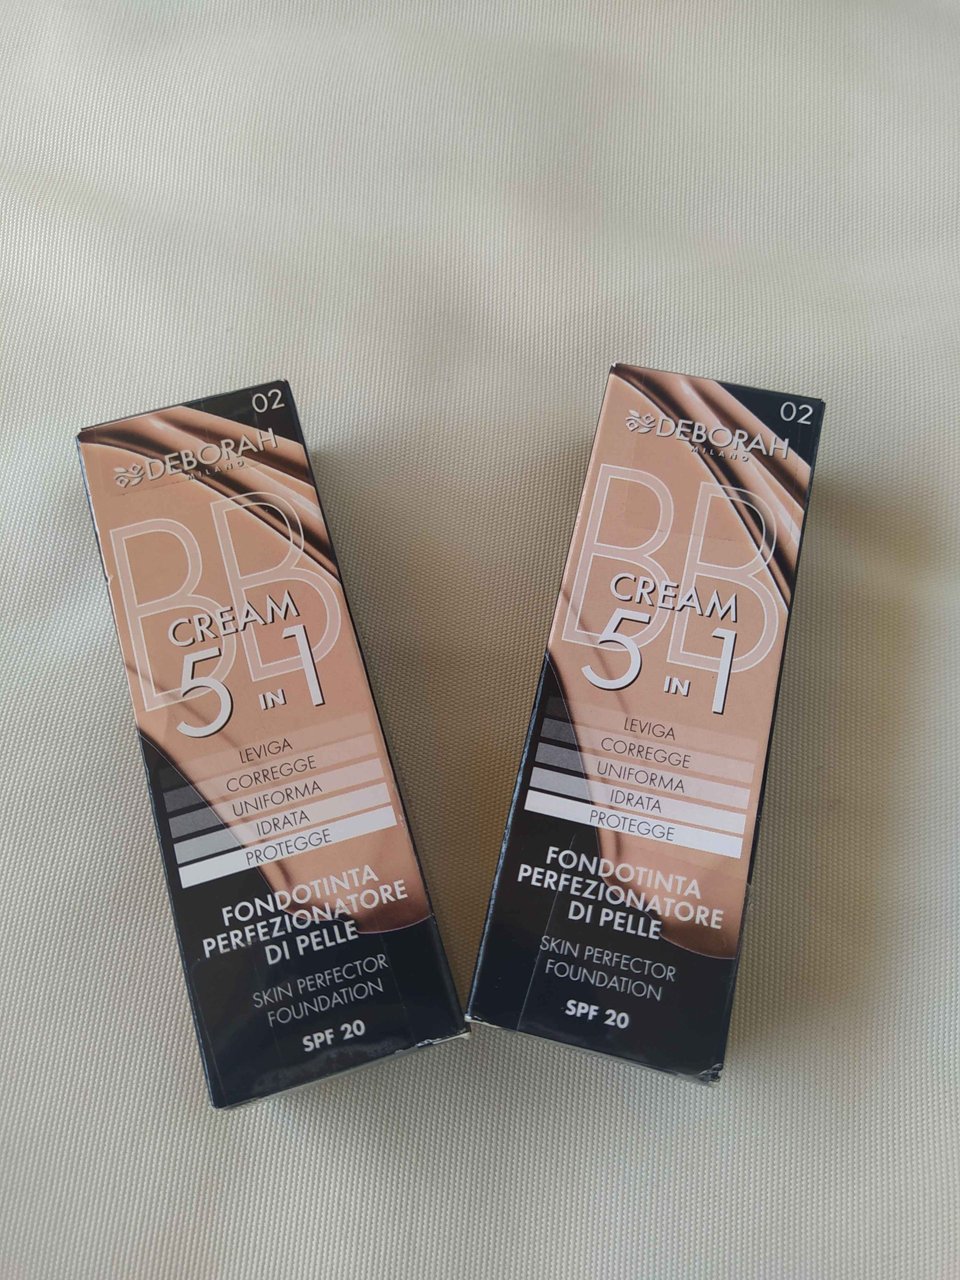 02
DEBORAH
MILANO
BB
CREAM
5 IN 1
LEVIGA
CORREGGE
UNIFORMA
IDRATA
PROTEGGE
FONDOTINTA
PERFEZIONATORE
DI PELLE
SKIN PERFECTOR
FOUNDATION
SPF 20
02
DEBORAH
MILANO
BB
CREAM
5 IN 1
LEVIGA
CORREGGE
UNIFORMA
IDRATA
PROTEGGE
FONDOTINTA
PERFEZIONATORE
DI PELLE
SKIN PERFECTOR
FOUNDATION
SPF 20